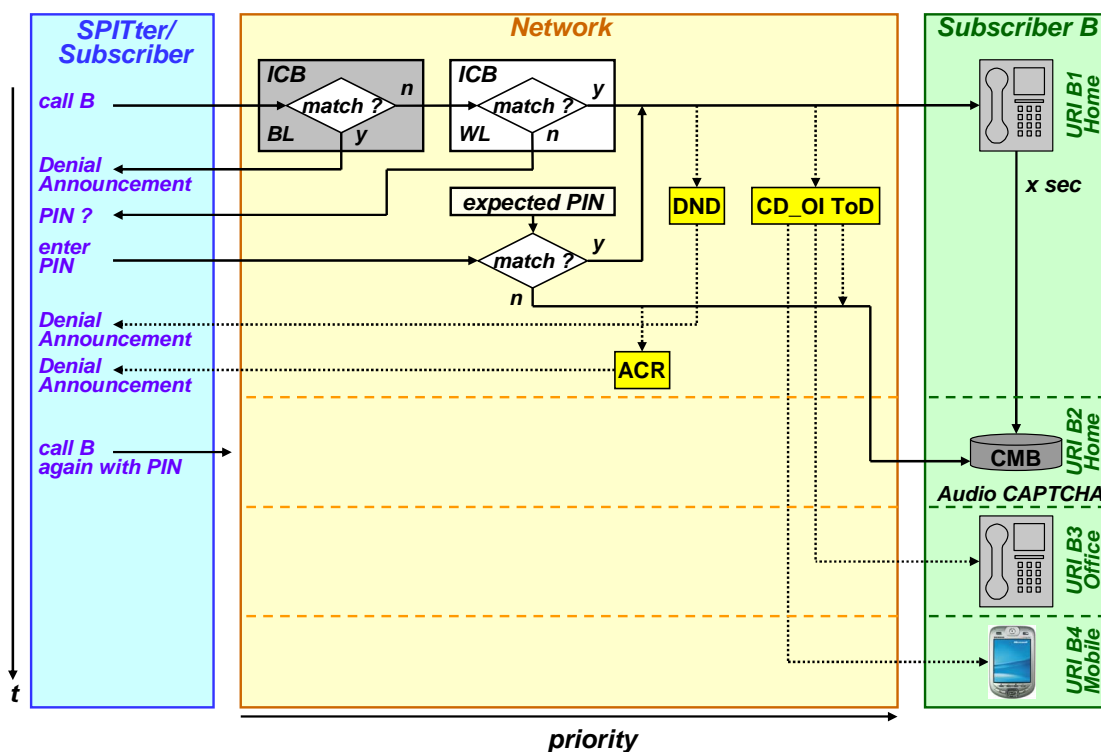 SPITter/
Subscriber
Network
Subscriber B
call B
ICB
match ?
n
BL
y
ICB
match ?
y
WL
n
URI B1
Home
Denial
Announcement
x sec
PIN ?
expected PIN
DND
CD_OI ToD
enter
PIN
match ?
y
n
Denial
Announcement
Denial
Announcement
ACR
call B
again with PIN
CMB
URI B2
Home
Audio CAPTCHA
URI B3
Office
URI B4
Mobile
t
priority